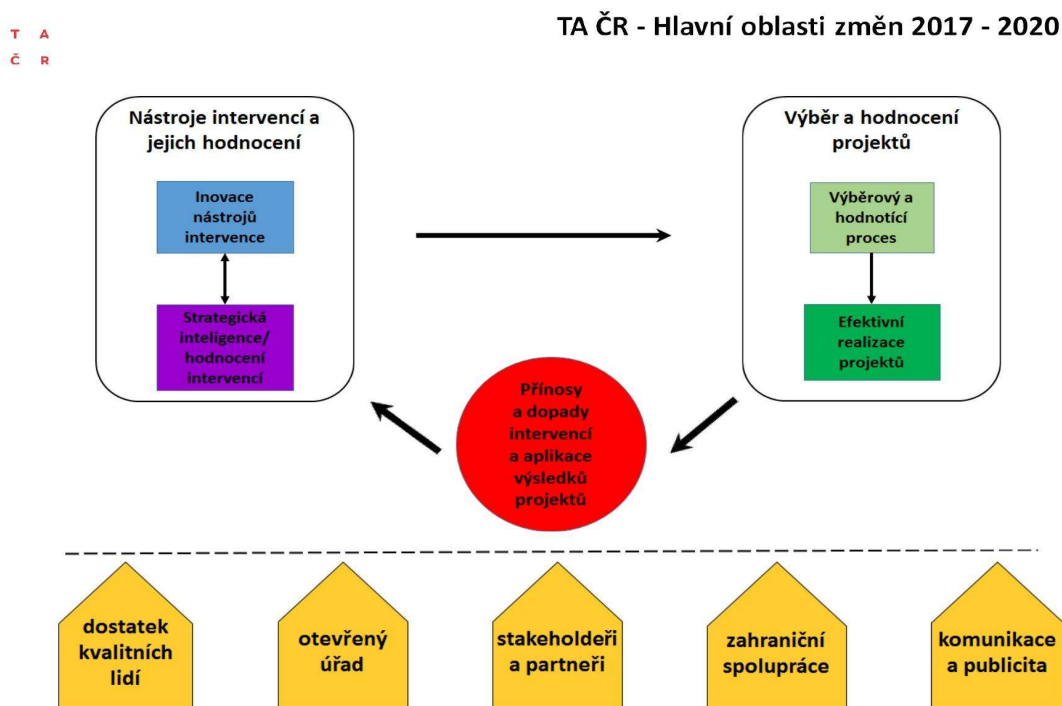 T A
Č R
TA ČR - Hlavní oblasti změn 2017 - 2020
Nástroje intervencí a
jejich hodnocení
Inovace
nástrojů
intervence
Strategická
inteligence/
hodnocení
intervencí
Výběr a hodnocení
projektů
Výběrový a
hodnotící
proces
Efektivní
realizace
projektů
Přínosy
a dopady
intervencí
a aplikace
výsledků
projektů
dostatek
kvalitních
lidí
otevřený
úřad
stakeholdeři
a partneři
zahraniční
spolupráce
komunikace
a publicita